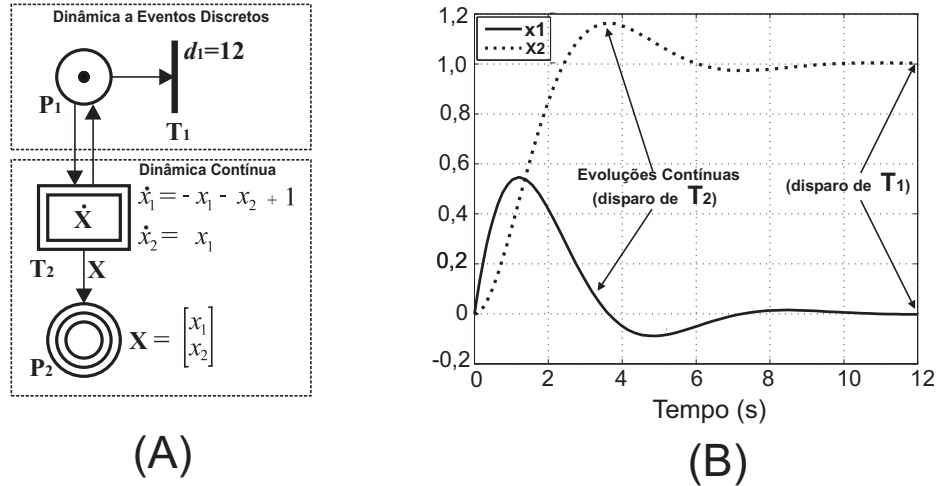 Dinâmica a Eventos Discretos
d1=12
P1
T1
Dinâmica Contínua
Ẋ
ẋ1 = - x1 - x2 + 1
ẋ2 = x1
T2
X
P2
X = [x1
x2]
(A)
1,2
1,0
0,8
0,6
0,4
0,2
0
-0,2
x1
x2
Evoluções Contínuas
(disparo de T2)
(disparo de T1)
0 2 4 6 8 10 12
Tempo (s)
(B)